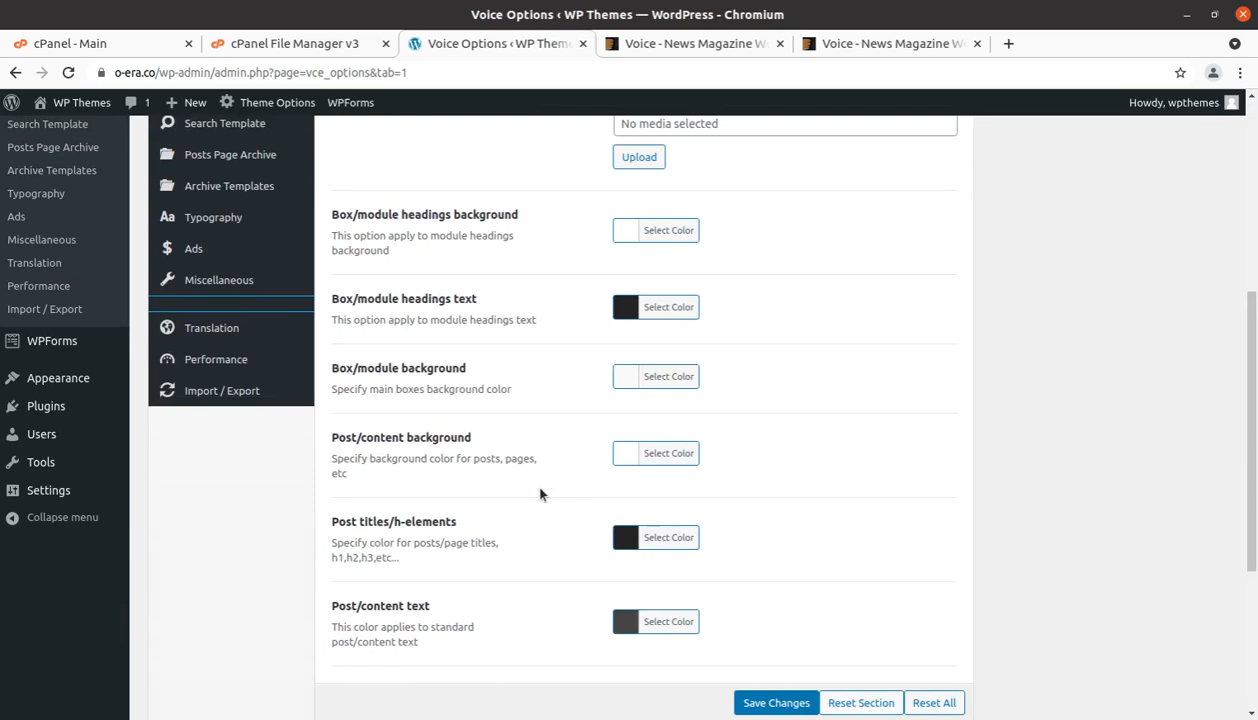 Voice Options ‹ WP Themes — WordPress - Chromium
cPanel - Main
cPanel File Manager v3
Voice Options ‹ WP Them
Voice - News Magazine W
Voice - News Magazine W
o-era.co/wp-admin/admin.php?page=vce_options&tab=1
WP Themes
1
New
Theme Options
WPForms
Howdy, wpthemes
Search Template
Posts Page Archive
Archive Templates
Typography
Ads
Miscellaneous
Translation
Performance
Import / Export
WPForms
Appearance
Plugins
Users
Tools
Settings
Collapse menu
Search Template
Posts Page Archive
Archive Templates
Aa Typography
$ Ads
Miscellaneous
Translation
Performance
Import / Export
No media selected
Upload
Box/module headings background
This option apply to module headings
background
Select Color
Box/module headings text
This option apply to module headings text
Select Color
Box/module background
Specify main boxes background color
Select Color
Post/content background
Specify background color for posts, pages,
etc
Select Color
Post titles/h-elements
Specify color for posts/page titles,
h1,h2,h3,etc...
Select Color
Post/content text
This color applies to standard
post/content text
Select Color
Save Changes
Reset Section
Reset All